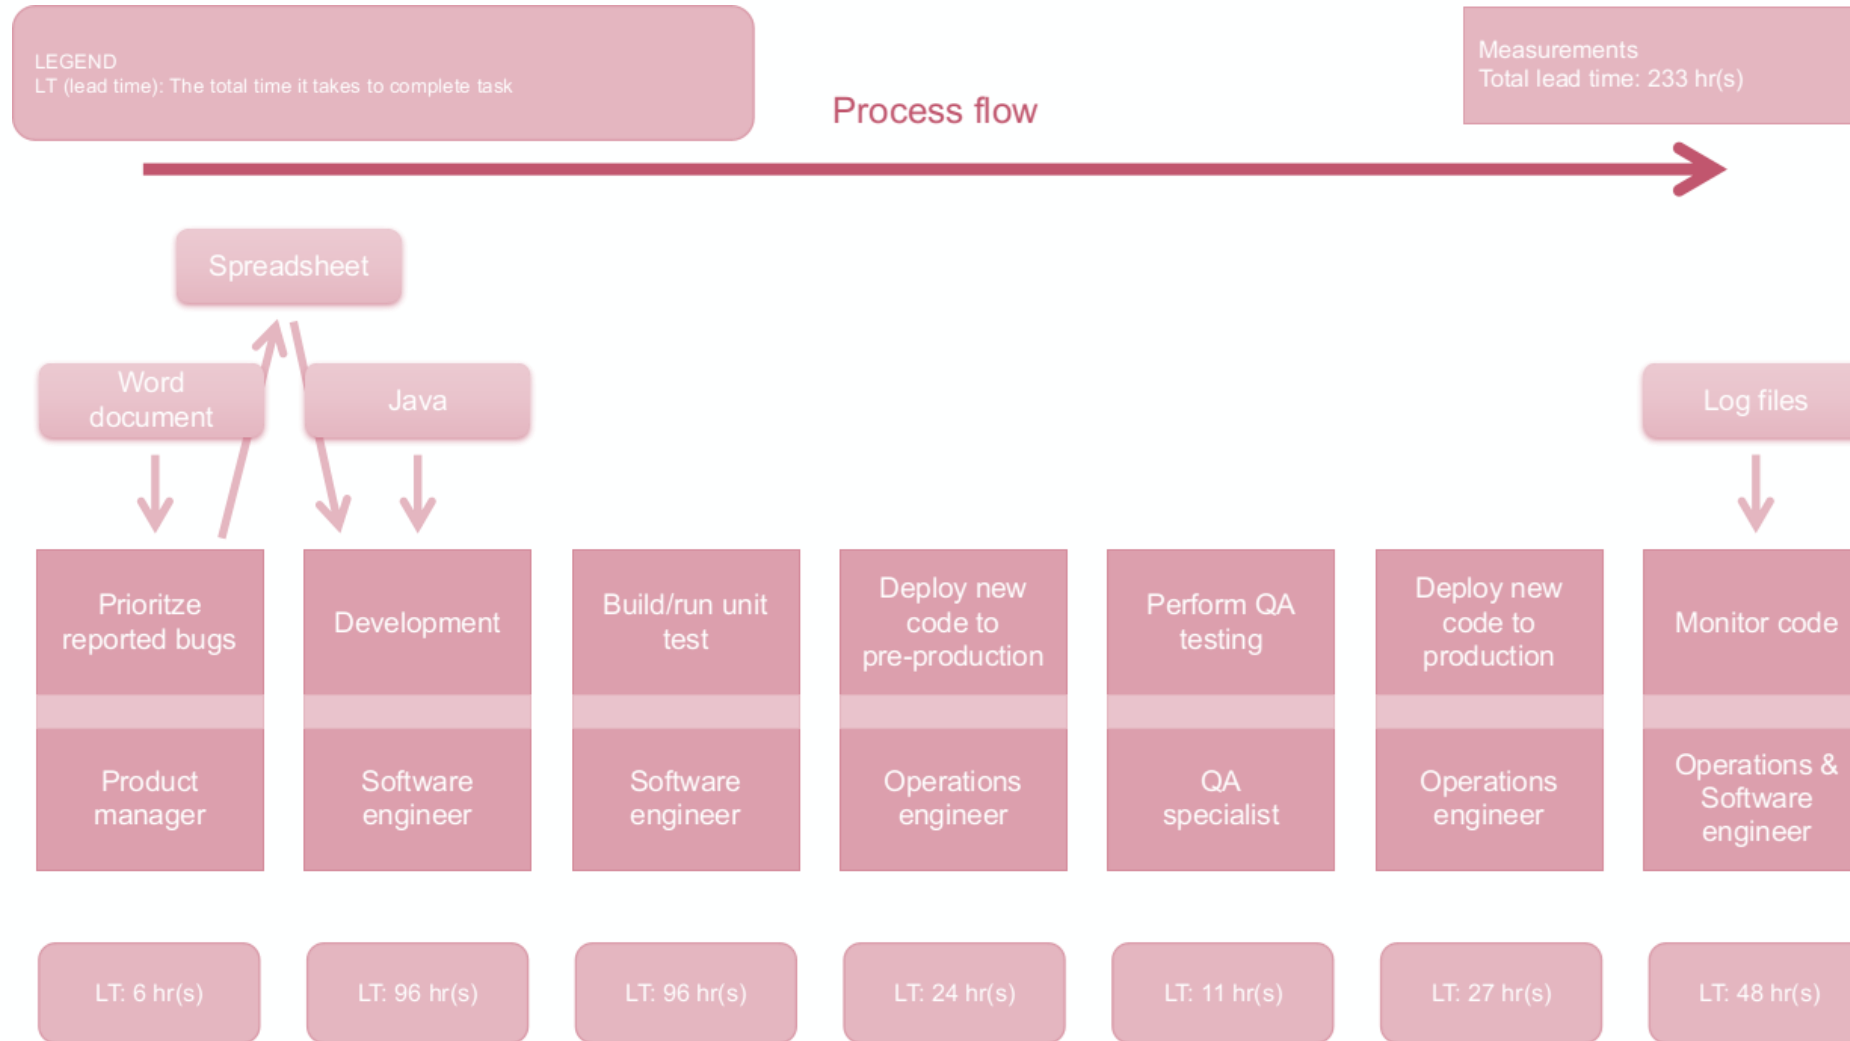 LEGEND
LT (lead time): The total time it takes to complete task
Measurements
Total lead time: 233 hr(s)
Process flow
Spreadsheet
Word
document
Java
Log files
Prioritze
reported bugs
Development
Build/run unit
test
Deploy new
code to
pre-production
Perform QA
testing
Deploy new
code to
production
Monitor code
Product
manager
Software
engineer
Software
engineer
Operations
engineer
QA
specialist
Operations
engineer
Operations &
Software
engineer
LT: 6 hr(s)
LT: 96 hr(s)
LT: 96 hr(s)
LT: 24 hr(s)
LT: 11 hr(s)
LT: 27 hr(s)
LT: 48 hr(s)